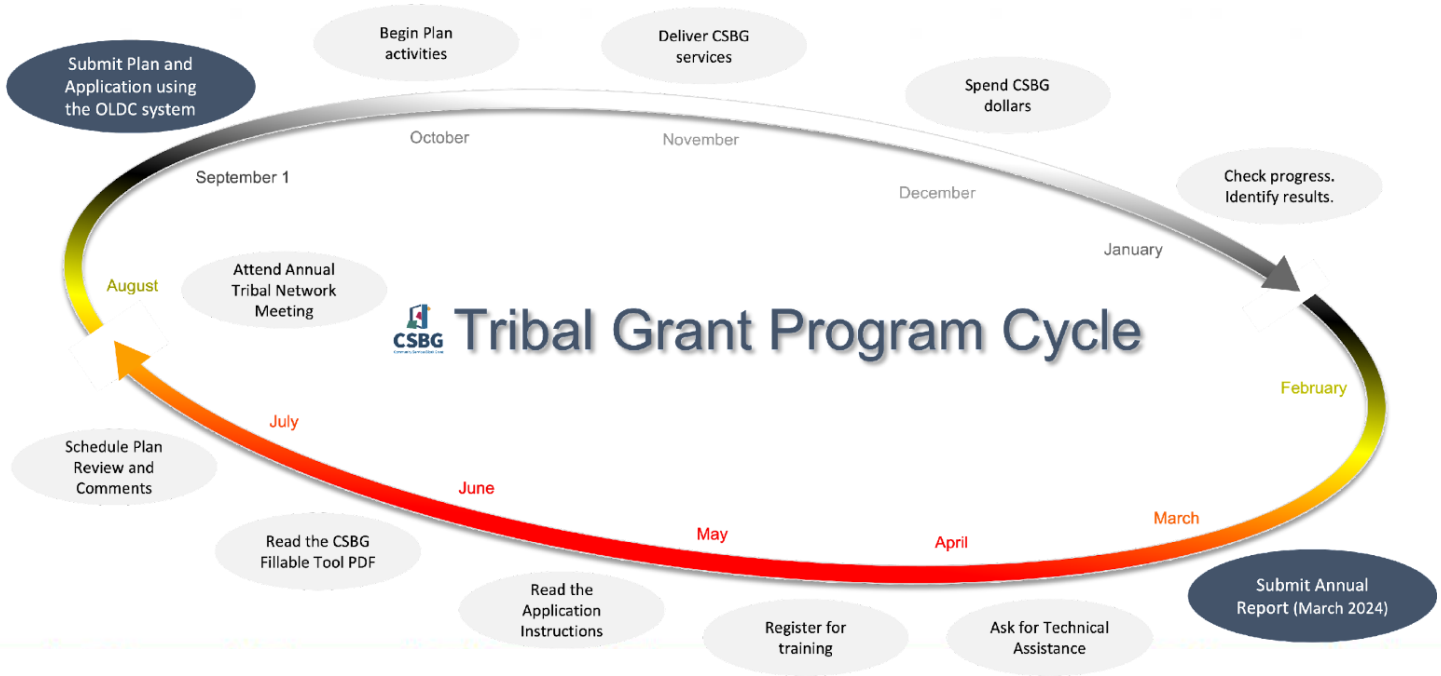 Begin Plan
activities
Deliver CSBG
services
Submit Plan and
Application using
the OLDC system
Spend CSBG
dollars
October
November
September 1
December
Check progress.
Identify results.
January
August
Attend Annual
Tribal Network
Meeting
CSBG
Tribal Grant Program Cycle
February
July
Schedule Plan
Review and
Comments
June
May
April
March
Read the CSBG
Fillable Tool PDF
Read the
Application
Instructions
Register for
training
Ask for Technical
Assistance
Submit Annual
Report (March 2024)